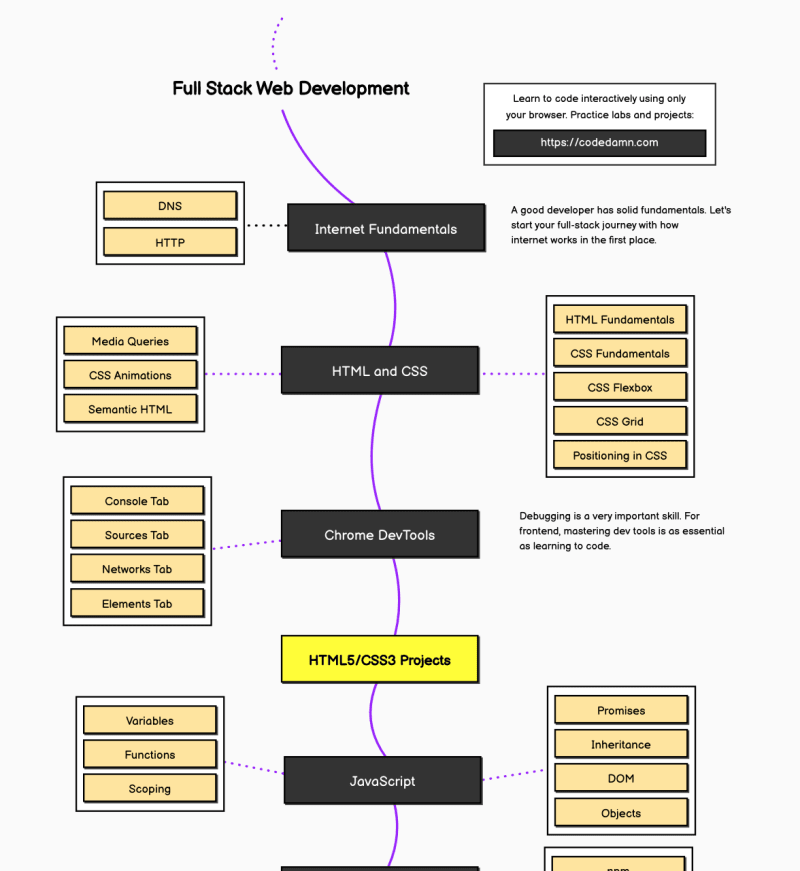 Full Stack Web Development
Learn to code interactively using only
your browser. Practice labs and projects:
https://codedamn.com
DNS
HTTP
Internet Fundamentals
A good developer has solid fundamentals. Let's
start your full-stack journey with how
internet works in the first place.
Media Queries
CSS Animations
Semantic HTML
HTML and CSS
HTML Fundamentals
CSS Fundamentals
CSS Flexbox
CSS Grid
Positioning in CSS
Console Tab
Sources Tab
Networks Tab
Elements Tab
Chrome DevTools
Debugging is a very important skill. For
frontend, mastering dev tools is as essential
as learning to code.
HTML5/CSS3 Projects
Variables
Functions
Scoping
JavaScript
Promises
Inheritance
DOM
Objects